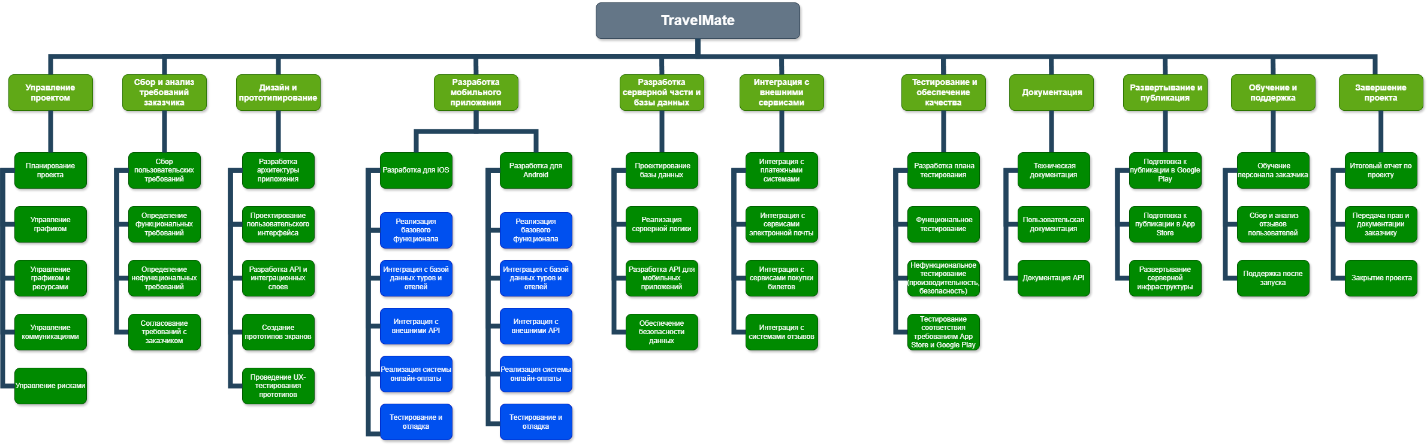 TravelMate
Управление
проектом
Сбор и анализ
требований
заказчика
Дизайн и
прототипирование
Разработка
мобильного
приложения
Разработка
серверной части и
базы данных
Интеграция с
внешними
сервисами
Тестирование и
обеспечение
качества
Документация
Развертывание и
публикация
Обучение и
поддержка
Завершение
проекта
Планирование
проекта
Управление
графиком
Управление
графиком и
ресурсами
Управление
коммуникациями
Управление рисками
Сбор
пользовательских
требований
Определение
функциональных
требований
Определение
нефункциональных
требований
Согласование
требований с
заказчиком
Разработка
архитектуры
приложения
Проектирование
пользовательского
интерфейса
Разработка API и
интеграционных
слоев
Создание
прототипов экранов
Проведение UX-
тестирования
прототипов
Разработка для IOS
Реализация
базового
функционала
Интеграция с базой
данных туров и
отелей
Интеграция с
внешними API
Реализация системы
онлайн-оплаты
Тестирование и
отладка
Разработка для
Android
Реализация
базового
функционала
Интеграция с базой
данных туров и
отелей
Интеграция с
внешними API
Реализация системы
онлайн-оплаты
Тестирование и
отладка
Проектирование
базы данных
Реализация
серверной логики
Разработка API для
мобильных
приложений
Обеспечение
безопасности
данных
Интеграция с
платежными
системами
Интеграция с
сервисами
электронной почты
Интеграция с
сервисами покупки
билетов
Интеграция с
системами отзывов
Разработка плана
тестирования
Функциональное
тестирование
Нефункциональное
тестирование
(производительность,
безопасность)
Тестирование
соответствия
требованиям App
Store и Google Play
Техническая
документация
Пользовательская
документация
Документация API
Подготовка к
публикации в Google
Play
Подготовка к
публикации в App
Store
Развертывание
серверной
инфраструктуры
Обучение
персонала заказчика
Сбор и анализ
отзывов
пользователей
Поддержка после
запуска
Итоговый отчет по
проекту
Передача прав и
документации
заказчику
Закрытие проекта